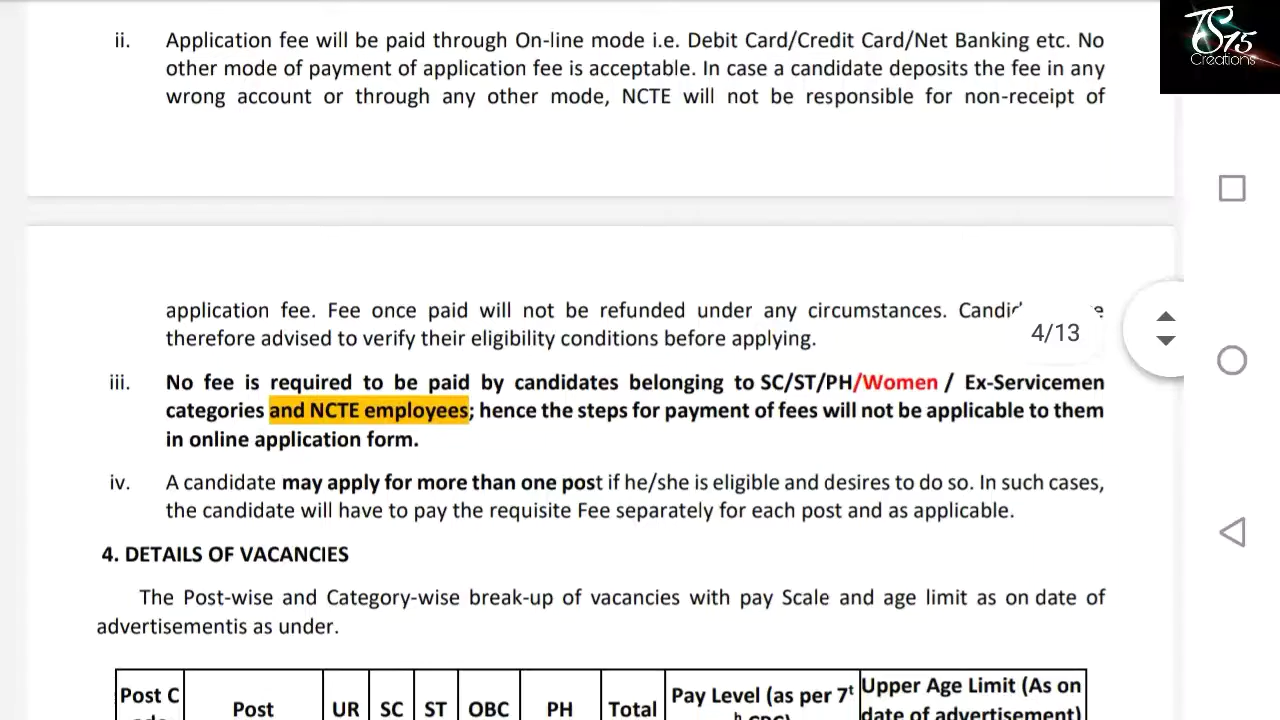 ii. Application fee will be paid through On-line mode i.e. Debit Card/Credit Card/Net Banking etc. No
other mode of payment of application fee is acceptable. In case a candidate deposits the fee in any
wrong account or through any other mode, NCTE will not be responsible for non-receipt of
TS15
Creations
application fee. Fee once paid will not be refunded under any circumstances.
therefore advised to verify their eligibility conditions before applying.
4/13
iii. No fee is required to be paid by candidates belonging to SC/ST/PH/Women / Ex-Servicemen
categories and NCTE employees; hence the steps for payment of fees will not be applicable to them
in online application form.
iv. A candidate may apply for more than one post if he/she is eligible and desires to do so. In such cases,
the candidate will have to pay the requisite Fee separately for each post and as applicable.
4. DETAILS OF VACANCIES
The Post-wise and Category-wise break-up of vacancies with pay Scale and age limit as on date of
advertisementis as under.
Post C
Post UR SC ST OBC PH Total
Pay Level (as per 7t
Upper Age Limit (As on
date of advertisement)